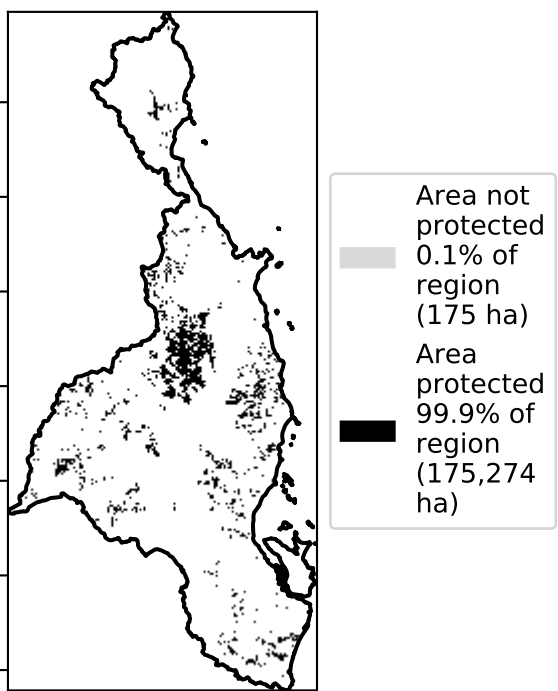 Area not
protected
0.1% of
region
(175 ha)
Area
protected
99.9% of
region
(175,274
ha)